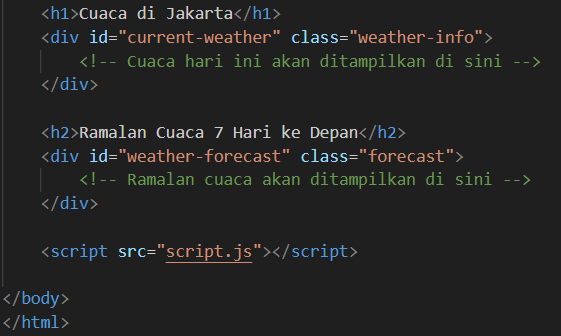 <h1>Cuaca di Jakarta</h1>
<div id="current-weather" class="weather-info">
<!-- Cuaca hari ini akan ditampilkan di sini -->
</div>
<h2>Ramalan Cuaca 7 Hari ke Depan</h2>
<div id="weather-forecast" class="forecast">
<!-- Ramalan cuaca akan ditampilkan di sini -->
</div>
<script src="script.js"></script>
</body>
</html>